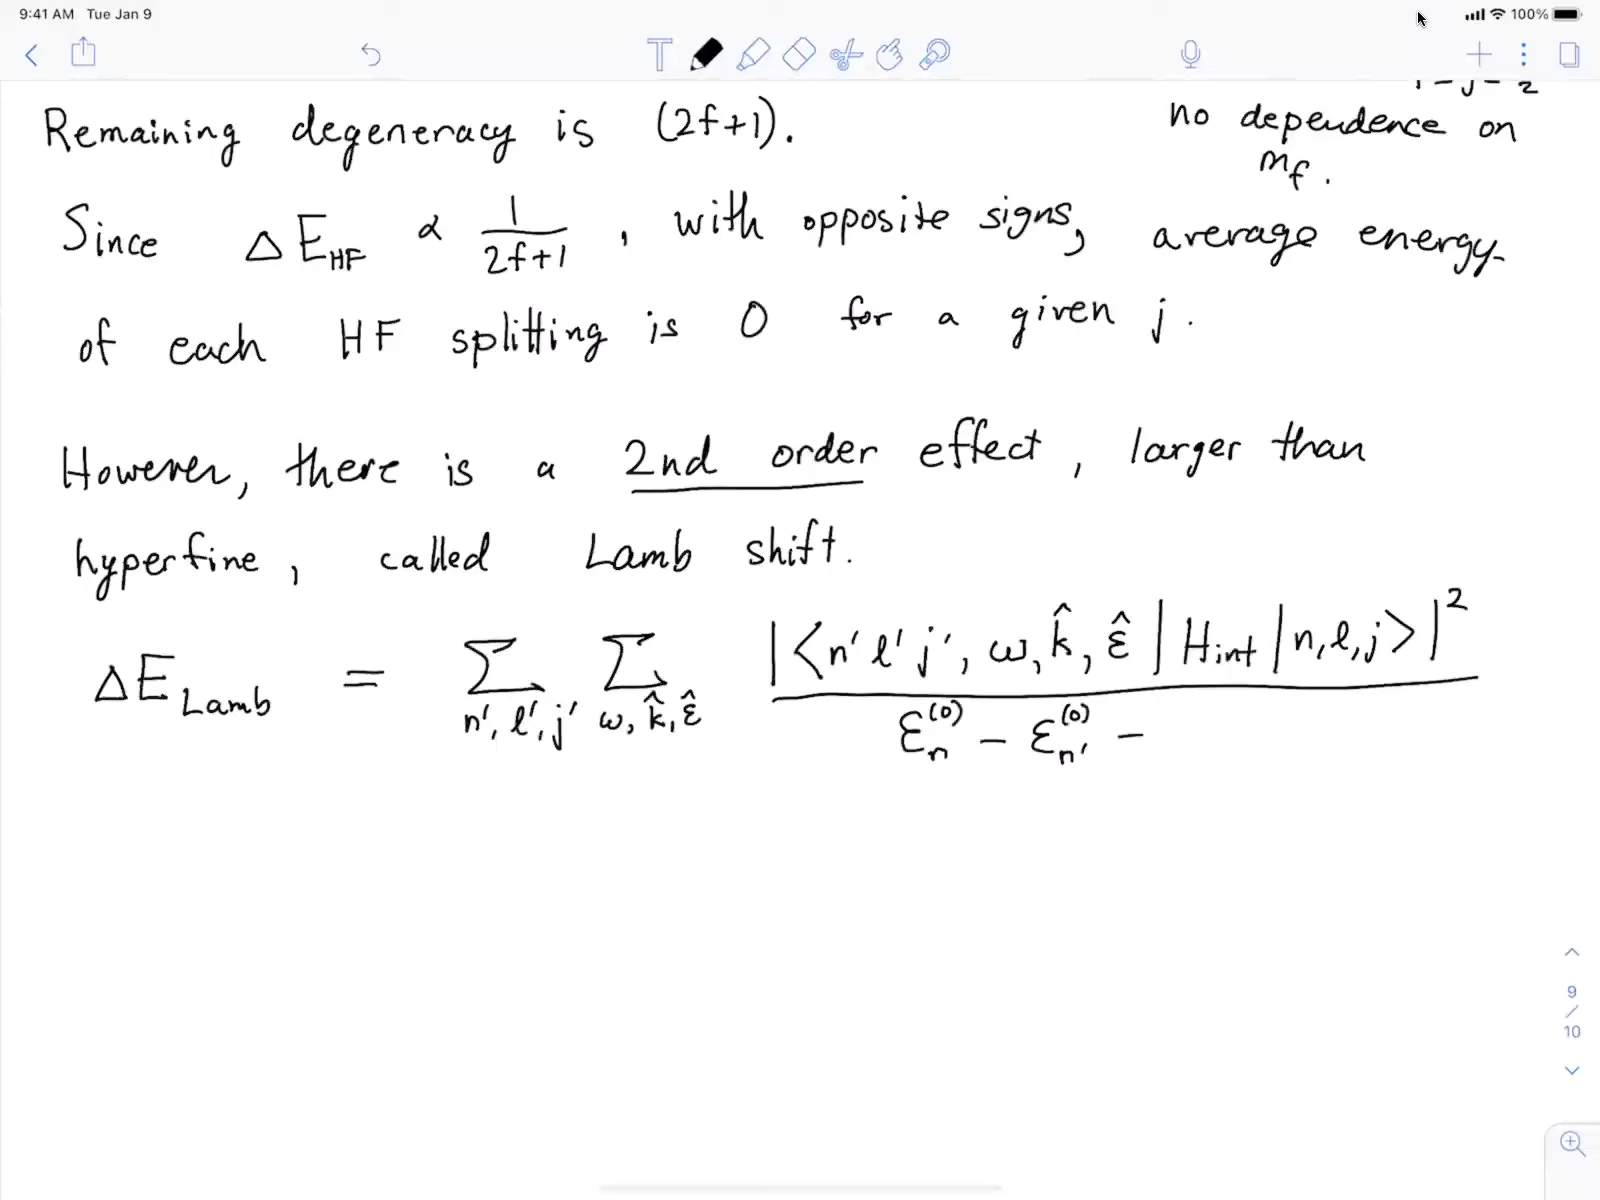 9:41 AM Tue Jan 9
100%
Remaining degeneracy is (2f+1).
no dependence on
m_f.
Since ΔE_HF ∝ 1/(2f+1), with opposite signs, average energy
of each HF splitting is 0 for a given j.
However, there is a 2nd order effect, larger than
hyperfine, called Lamb shift.
ΔE_Lamb = Σ_{n', l', j'} Σ_{ω, k̂, ε̂} |<n' l' j', ω, k̂, ε̂ | H_int | n, l, j>|² / ε_n^(0) - ε_n'^(0) -
9
/
10